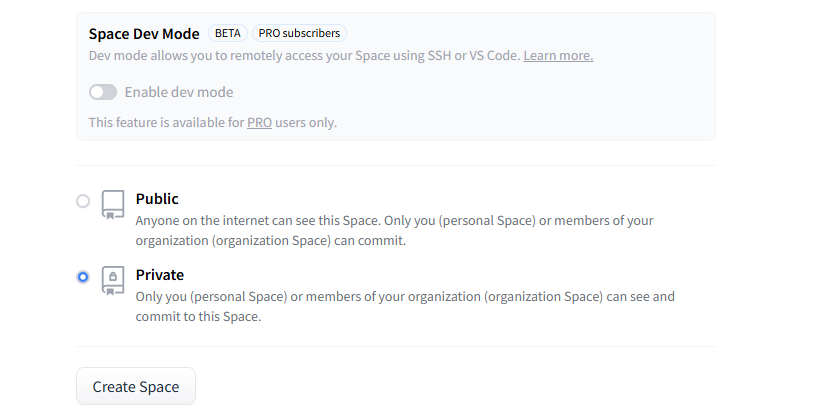 Space Dev Mode BETA PRO subscribers
Dev mode allows you to remotely access your Space using SSH or VS Code. Learn more.
Enable dev mode
This feature is available for PRO users only.
Public
Anyone on the internet can see this Space. Only you (personal Space) or members of your
organization (organization Space) can commit.
Private
Only you (personal Space) or members of your organization (organization Space) can see and
commit to this Space.
Create Space